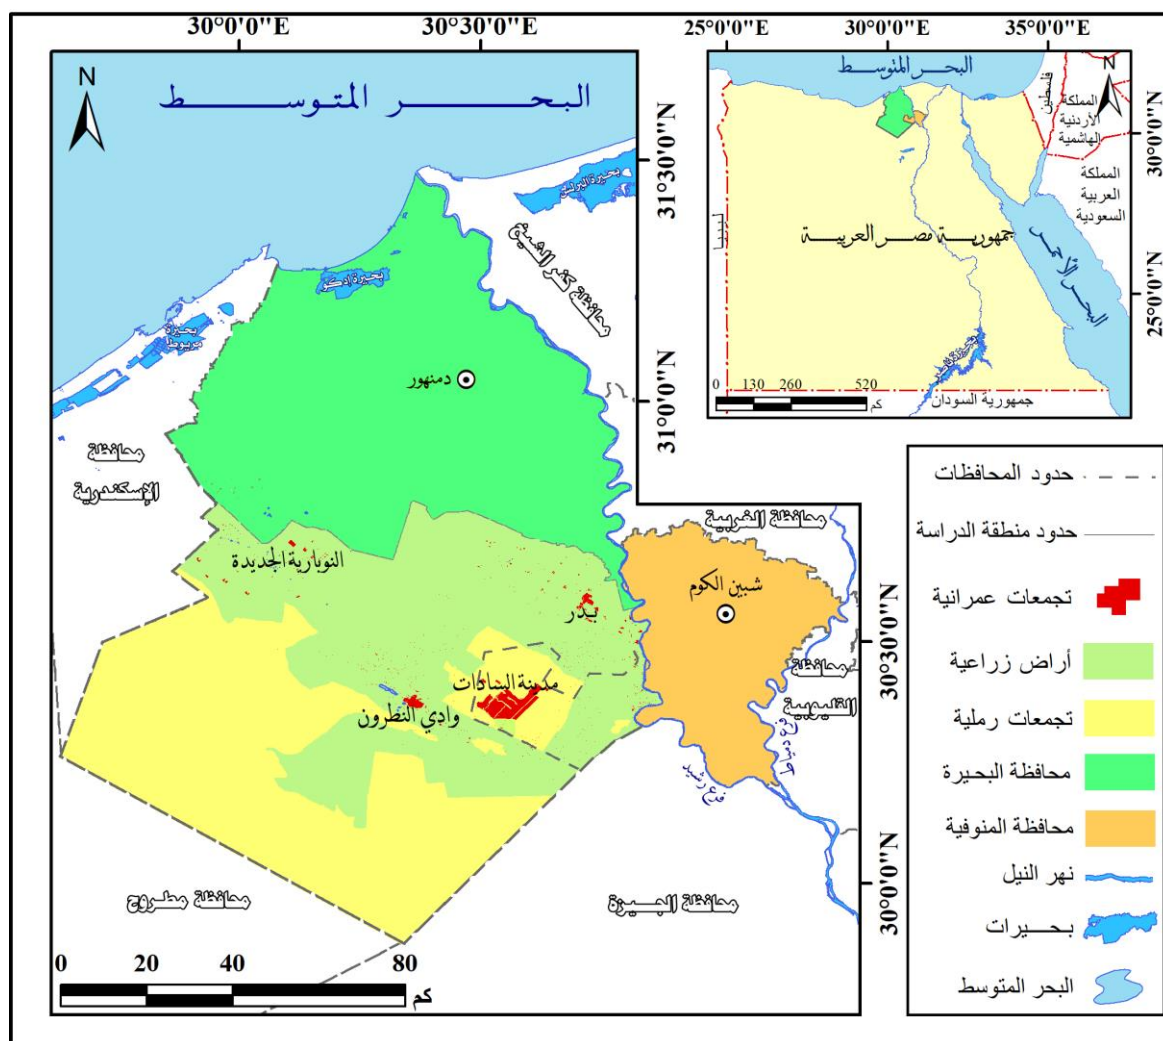 30°0'0"E
30°30'0"E
N
البحر المتوسط
بحيرة البرلس
31°30'0"N
محافظة كفر الشيخ
بحيرة إدكو
بحيرة
مريوط
دمنهور
31°0'0"N
محافظة
الإسكندرية
محافظة الغربية
النوبارية الجديدة
شبين الكوم
بدر
30°30'0"N
محافظة
القليوبية
مدينة السادات
وادي النطرون
فرع دمياط
فرع رشيد
30°0'0"N
محافظة مطروح
محافظة الجيزة
0
20
40
80
كم
25°0'0"E
30°0'0"E
35°0'0"E
البحر المتوسط
N
فلسطين
المملكة
الأردنية
الهاشمية
30°0'0"N
المملكة
العربية
السعودية
ليبيا
جمهورية مصر العربية
البحر الأحمر
25°0'0"N
بحيرة ناصر
0
130
260
520
كم
جمهورية السودان
حدود المحافظات
حدود منطقة الدراسة
تجمعات عمرانية
أراض زراعية
تجمعات رملية
محافظة البحيرة
محافظة المنوفية
نهر النيل
بحيرات
البحر المتوسط